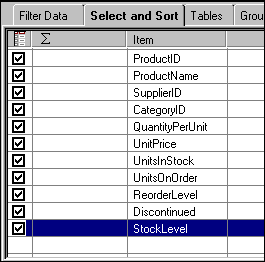 Filter Data Select and Sort Tables Grou
Σ Item
ProductID
ProductName
SupplierID
CategoryID
QuantityPerUnit
UnitPrice
UnitsInStock
UnitsOnOrder
ReorderLevel
Discontinued
StockLevel